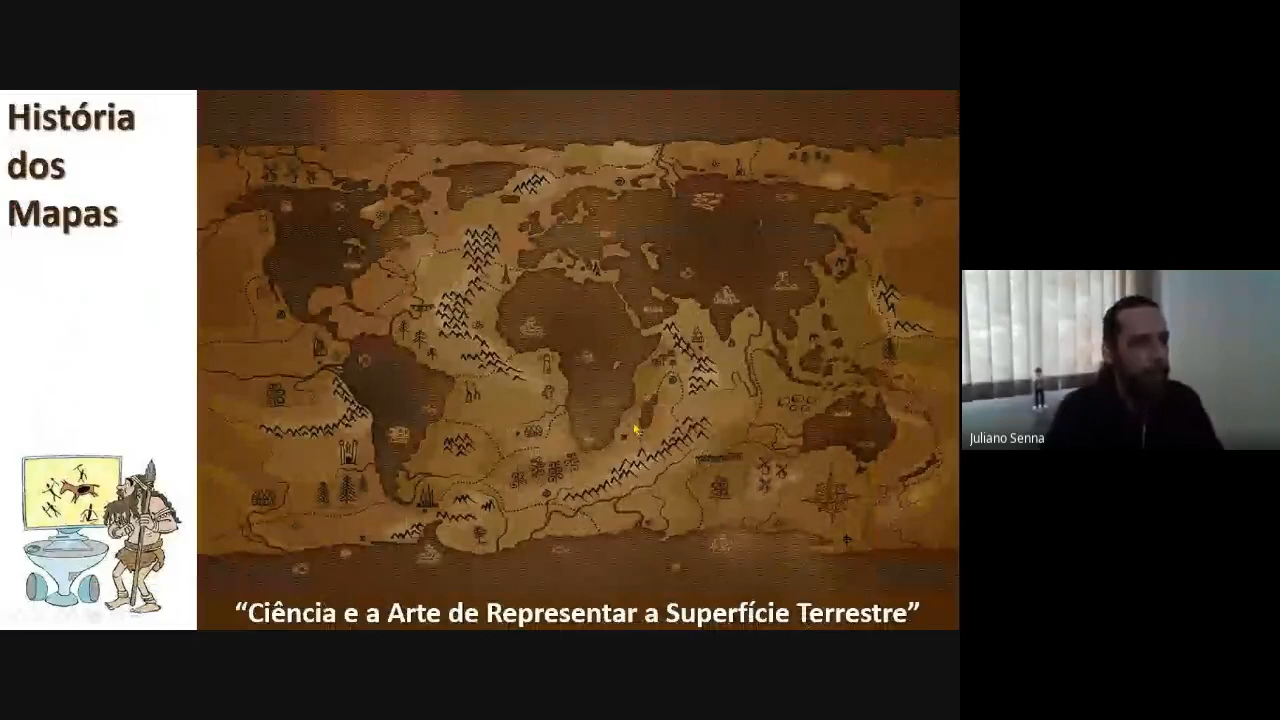 História
dos
Mapas
“Ciência e a Arte de Representar a Superfície Terrestre”
Juliano Senna